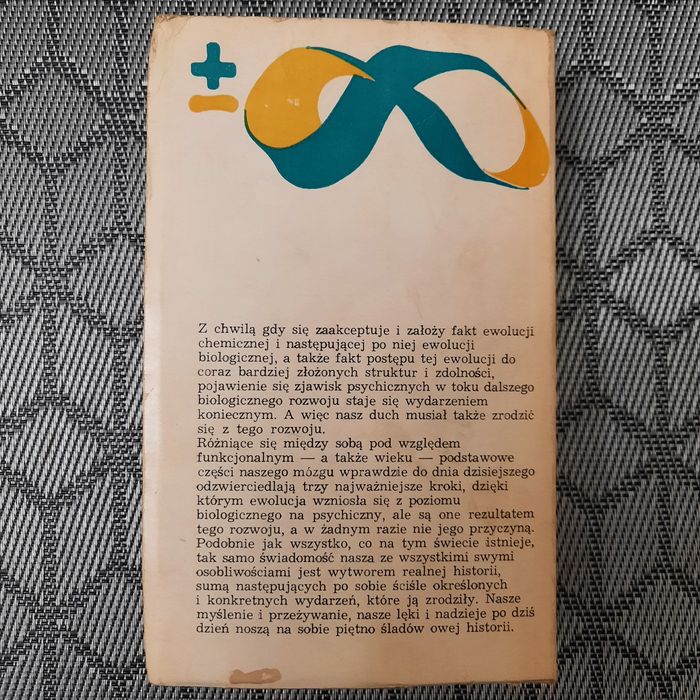 Z chwilą gdy się zaakceptuje i założy fakt ewolucji
chemicznej i następującej po niej ewolucji
biologicznej, a także fakt postępu tej ewolucji do
coraz bardziej złożonych struktur i zdolności,
pojawienie się zjawisk psychicznych w toku dalszego
biologicznego rozwoju staje się wydarzeniem
koniecznym. A więc nasz duch musiał także zrodzić
się z tego rozwoju.
Różniące się między sobą pod względem
funkcjonalnym — a także wieku — podstawowe
części naszego mózgu wprawdzie do dnia dzisiejszego
odzwierciedlają trzy najważniejsze kroki, dzięki
którym ewolucja wzniosła się z poziomu
biologicznego na psychiczny, ale są one rezultatem
tego rozwoju, a w żadnym razie nie jego przyczyną.
Podobnie jak wszystko, co na tym świecie istnieje,
tak samo świadomość nasza ze wszystkimi swymi
osobliwościami jest wytworem realnej historii,
sumą następujących po sobie ściśle określonych
i konkretnych wydarzeń, które ją zrodziły. Nasze
myślenie i przeżywanie, nasze lęki i nadzieje po dziś
dzień noszą na sobie piętno śladów owej historii.